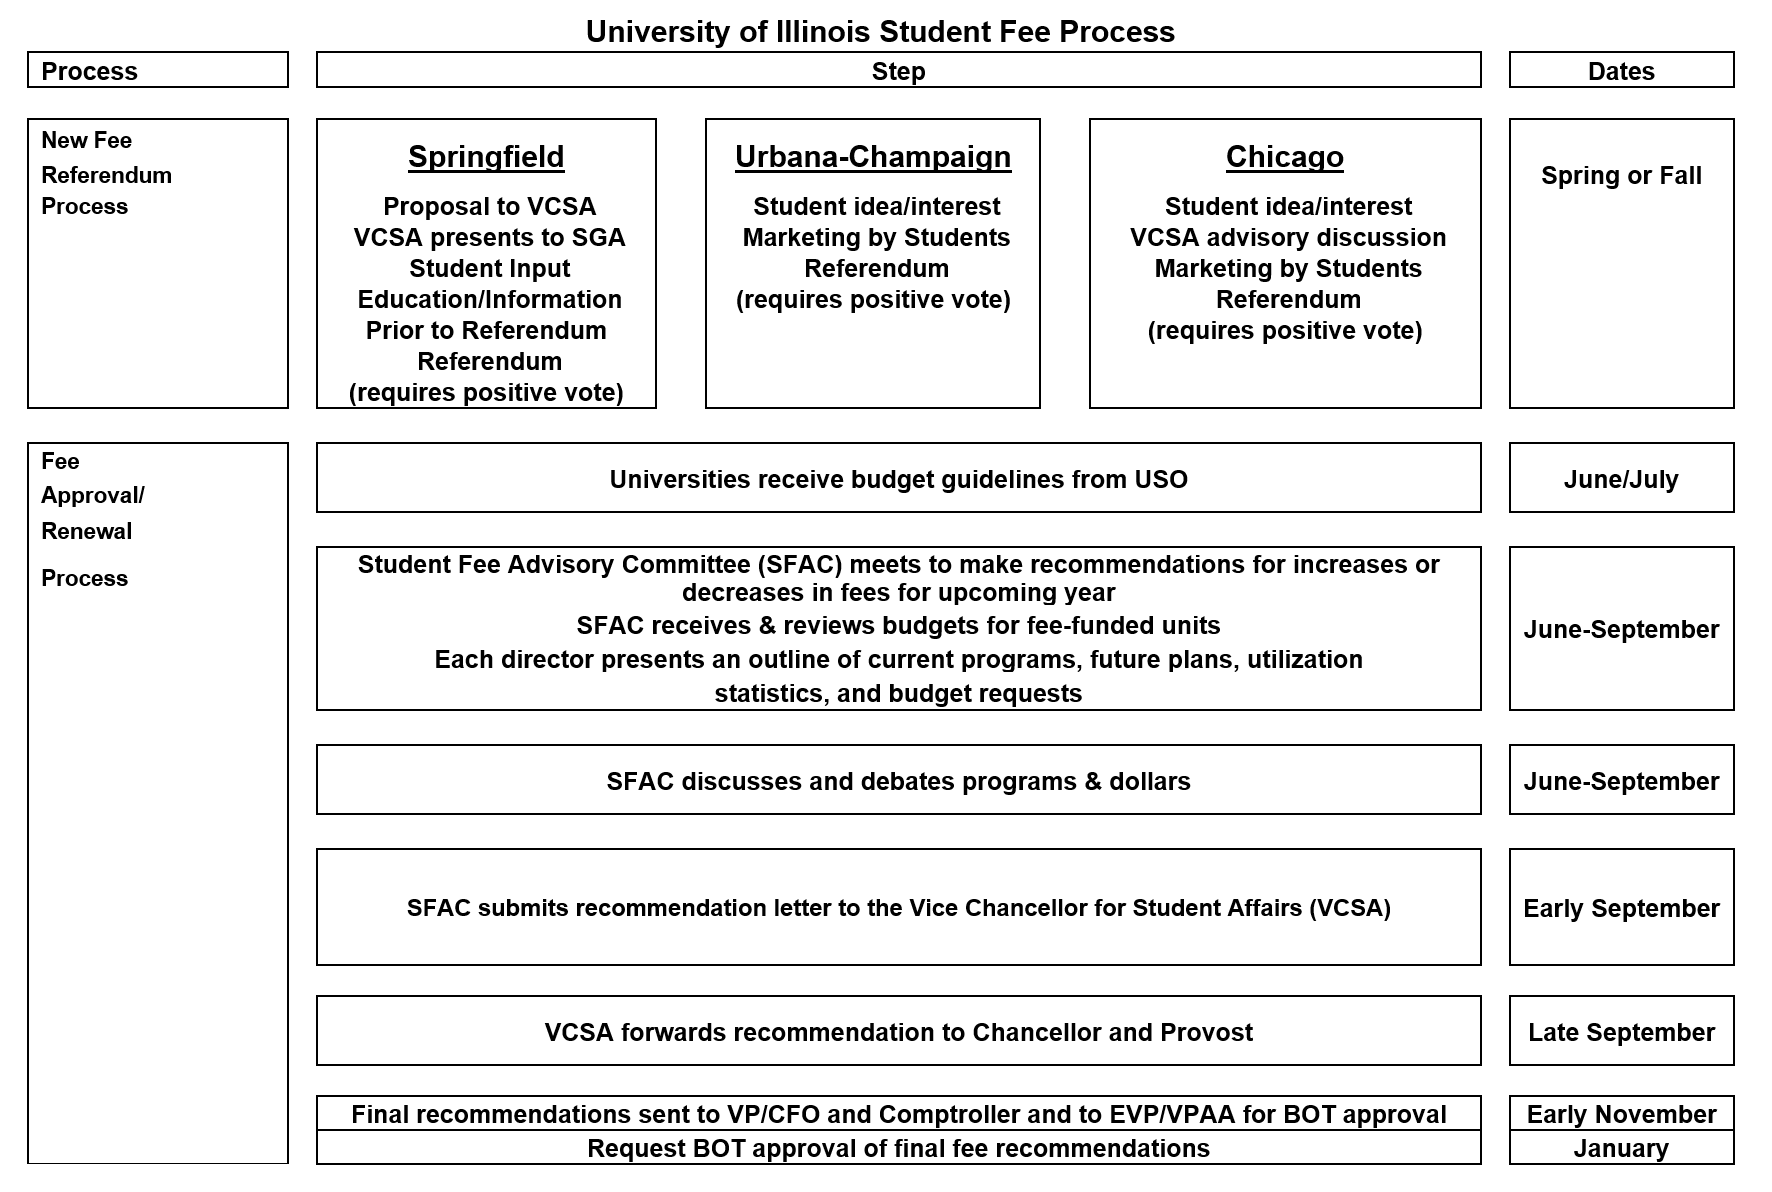 University of Illinois Student Fee Process
Process
Step
Dates
New Fee
Referendum
Process
Springfield
Proposal to VCSA
VCSA presents to SGA
Student Input
Education/Information
Prior to Referendum
Referendum
(requires positive vote)
Urbana-Champaign
Student idea/interest
Marketing by Students
Referendum
(requires positive vote)
Chicago
Student idea/interest
VCSA advisory discussion
Marketing by Students
Referendum
(requires positive vote)
Spring or Fall
Fee
Approval/
Renewal
Process
Universities receive budget guidelines from USO
June/July
Student Fee Advisory Committee (SFAC) meets to make recommendations for increases or
decreases in fees for upcoming year
SFAC receives & reviews budgets for fee-funded units
Each director presents an outline of current programs, future plans, utilization
statistics, and budget requests
June-September
SFAC discusses and debates programs & dollars
June-September
SFAC submits recommendation letter to the Vice Chancellor for Student Affairs (VCSA)
Early September
VCSA forwards recommendation to Chancellor and Provost
Late September
Final recommendations sent to VP/CFO and Comptroller and to EVP/VPAA for BOT approval
Early November
Request BOT approval of final fee recommendations
January